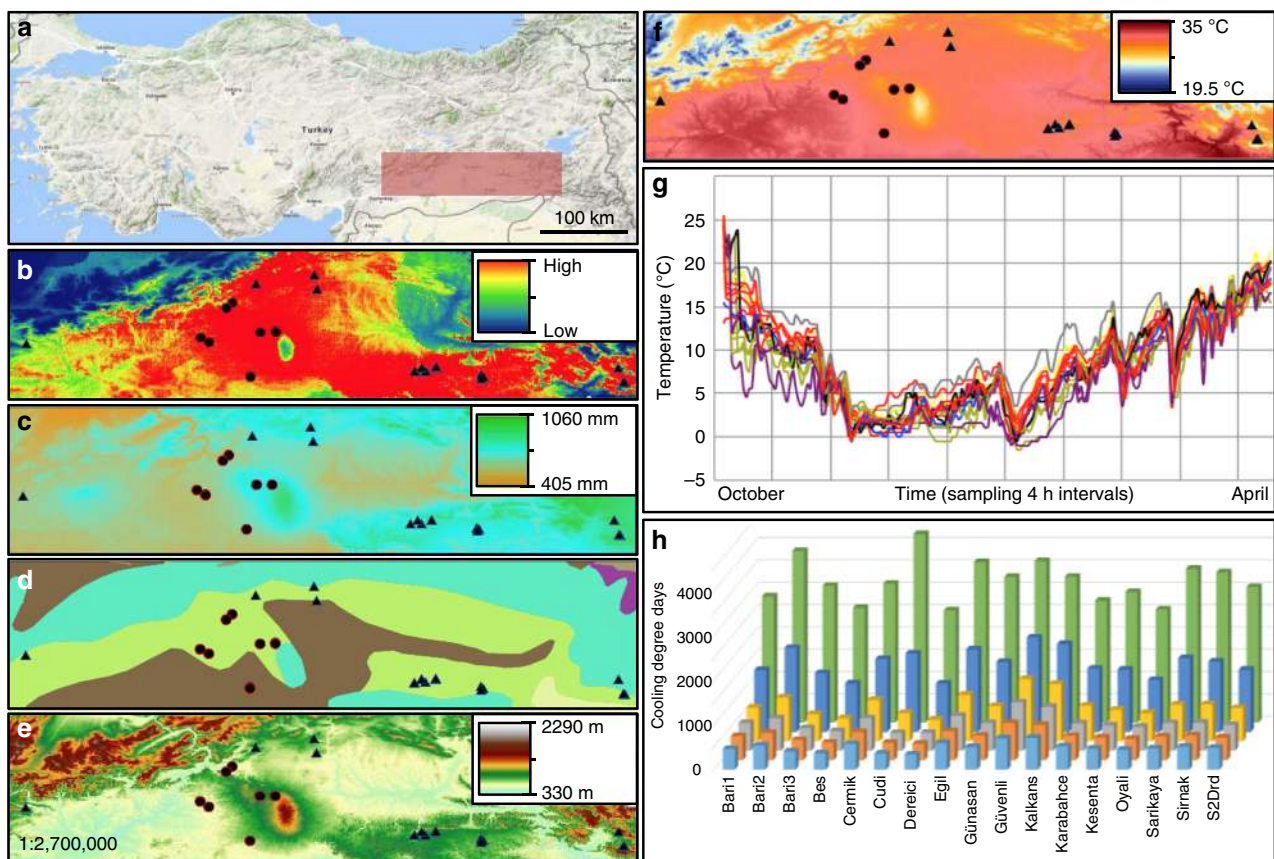 a
Turkey
100 km
b
High
Low
c
1060 mm
405 mm
d
e
2290 m
330 m
1:2,700,000
f
35 °C
19.5 °C
g
Temperature (°C)
25
20
15
10
5
0
–5
October
Time (sampling 4 h intervals)
April
h
Cooling degree days
4000
3000
2000
1000
0
Bari1
Bari2
Bari3
Bes
Cermik
Cudi
Dereici
Egil
Günasan
Güvenli
Kalkans
Karabahce
Kesenta
Oyali
Sarikaya
Sirnak
S2Drd